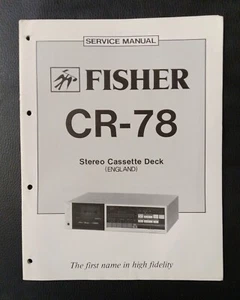 SERVICE MANUAL
FISHER
CR-78
Stereo Cassette Deck
(ENGLAND)
The first name in high fidelity